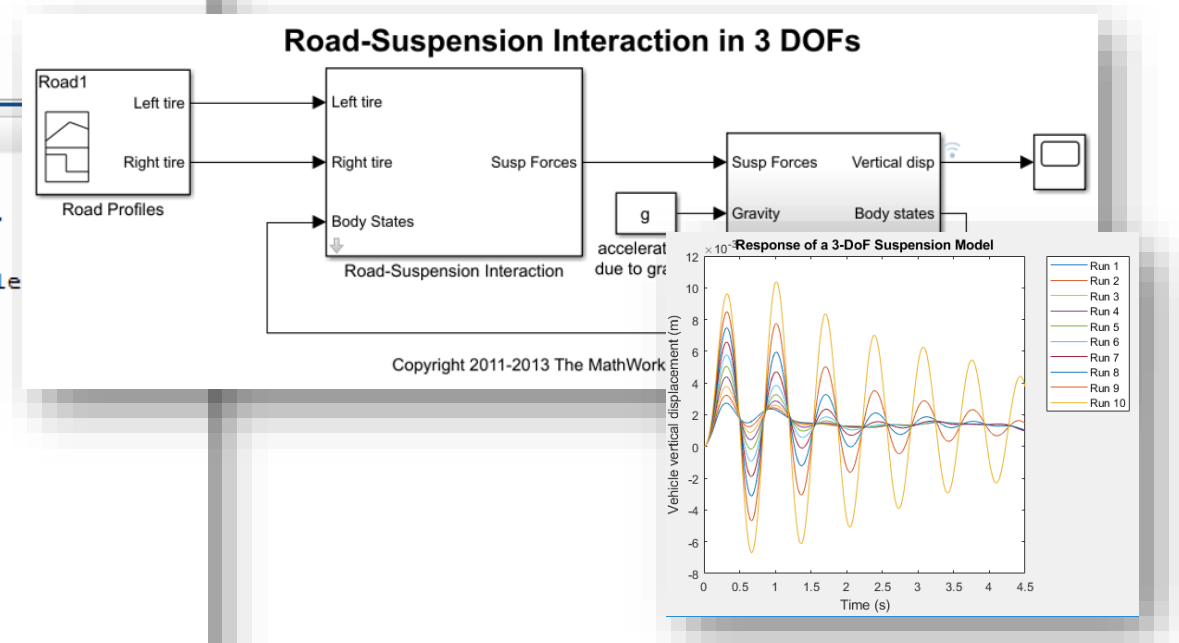 Road-Suspension Interaction in 3 DOFs
Road1
Left tire
Right tire
Road Profiles
Left tire
Right tire
Susp Forces
Body States
Road-Suspension Interaction
g
due to
Susp Forces
Vertical disp
Gravity
Body states
Copyright 2011-2013 The
×10⁻³
Response of a 3-DoF Suspension Model
Vehicle vertical displacement (m)
12
10
8
6
4
2
0
-2
-4
-6
-8
0 0.5 1 1.5 2 2.5 3 3.5 4 4.5
Time (s)
Run 1
Run 2
Run 3
Run 4
Run 5
Run 6
Run 7
Run 8
Run 9
Run 10